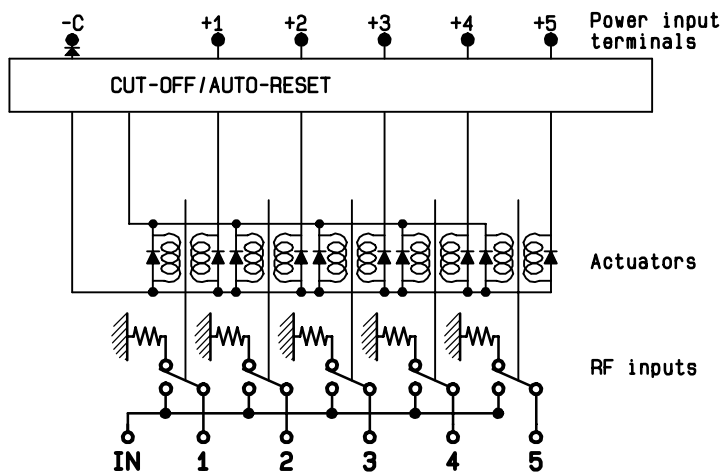 -C +1 +2 +3 +4 +5 Power input
terminals
CUT-OFF/AUTO-RESET
Actuators
RF inputs
IN 1 2 3 4 5